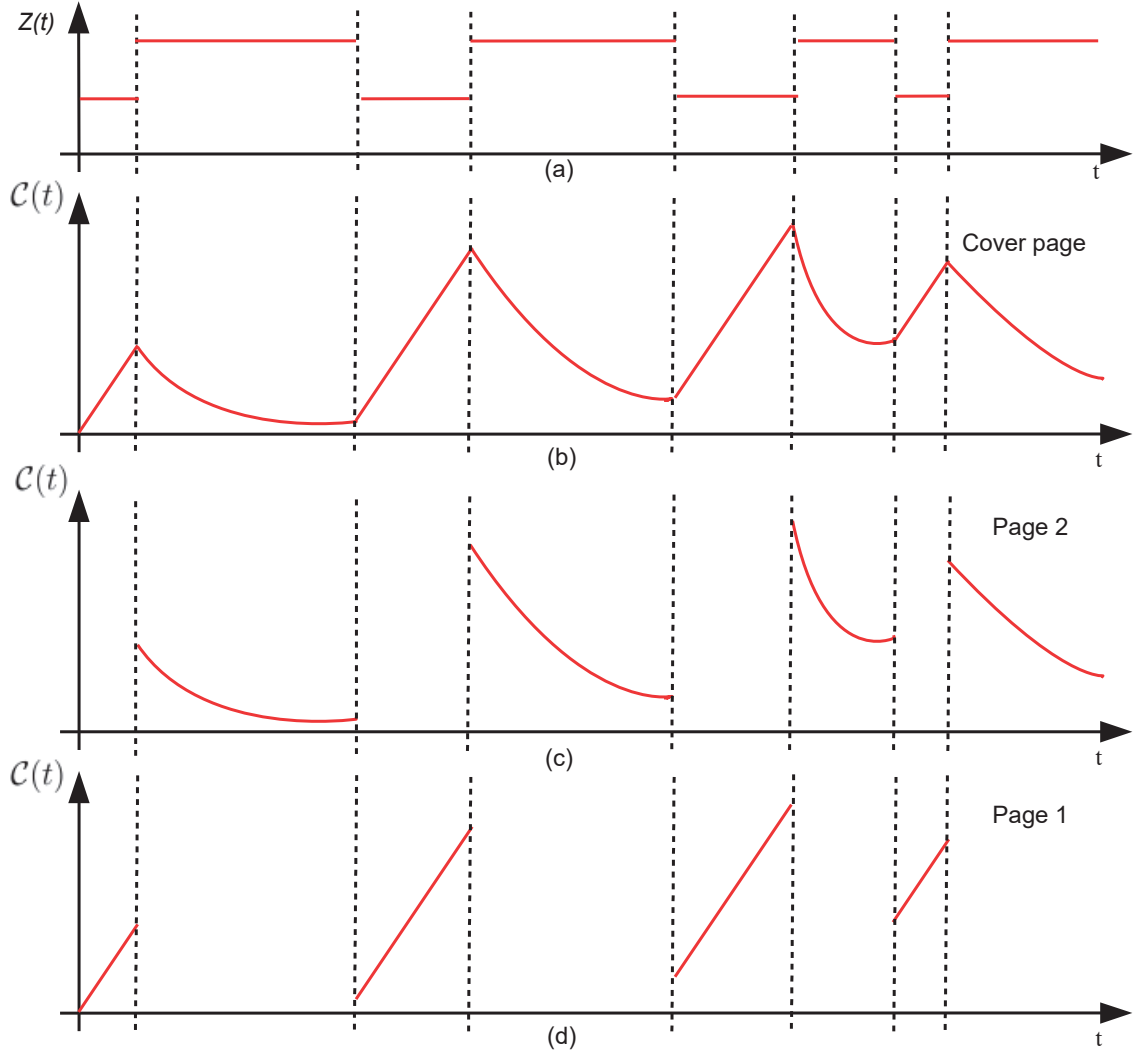 Z(t)
(a)
t
𝒞(t)
Cover page
(b)
t
𝒞(t)
Page 2
(c)
t
𝒞(t)
Page 1
(d)
t